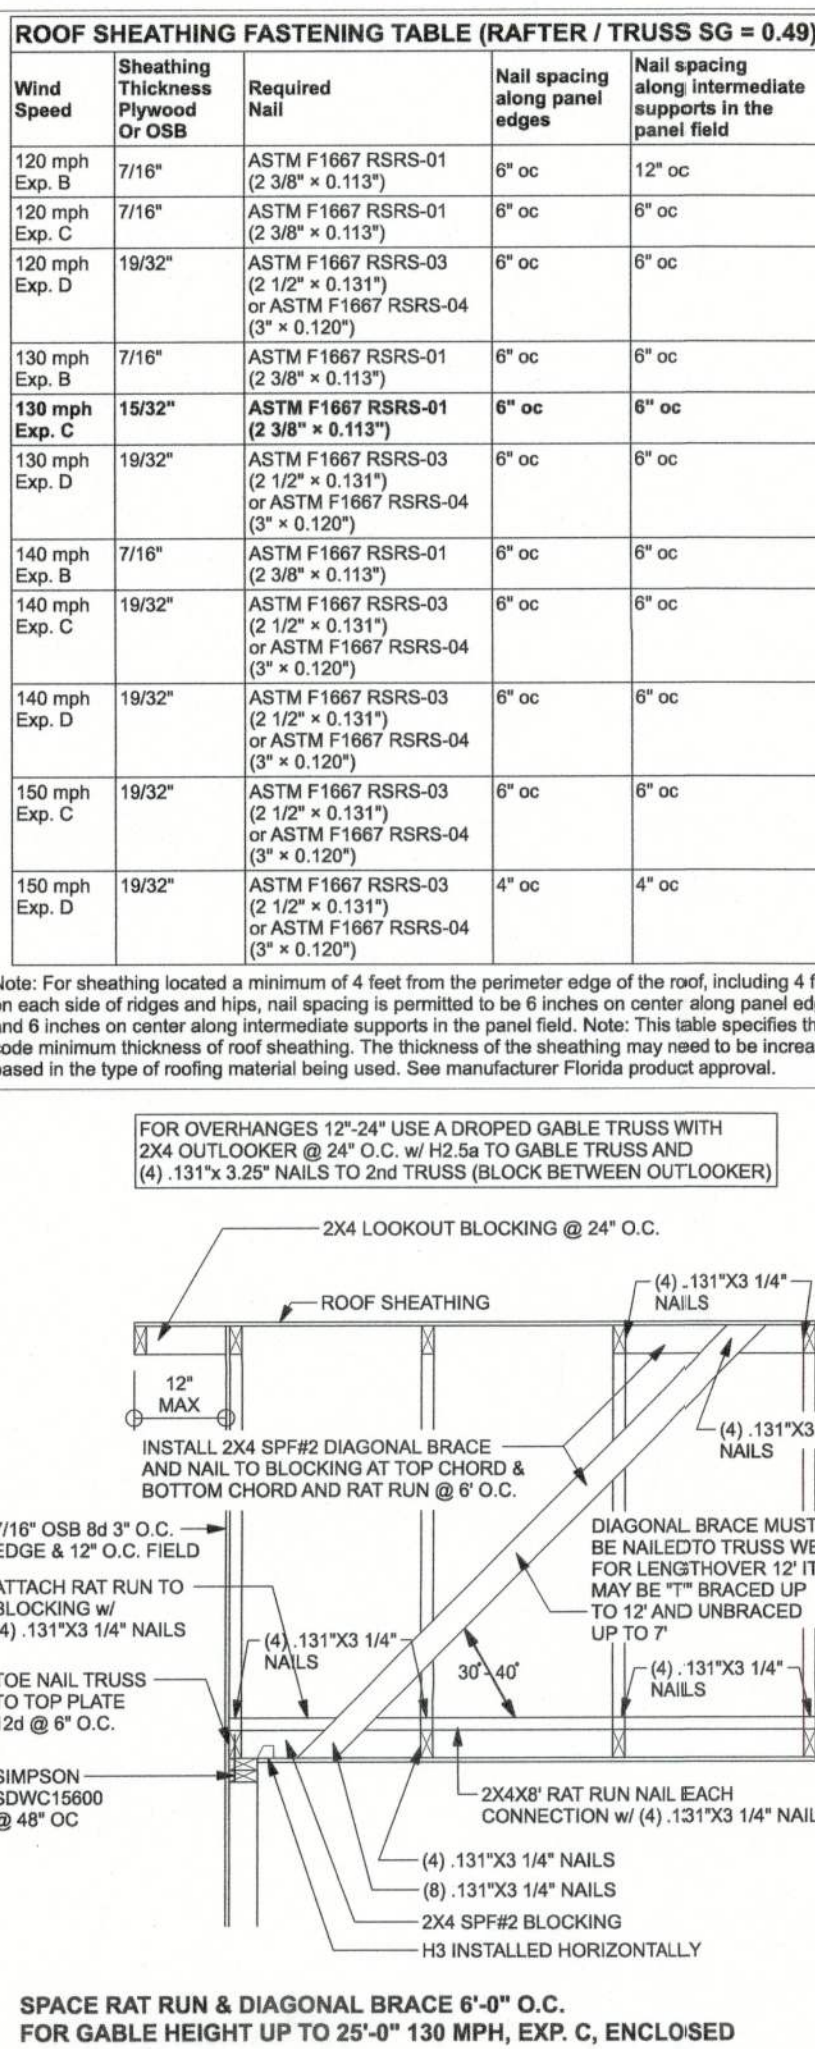 ROOF SHEATHING FASTENING TABLE (RAFTER / TRUSS SG = 0.49)
Wind Speed | Sheathing Thickness Plywood Or OSB | Required Nail | Nail spacing along panel edges | Nail spacing along intermediate supports in the panel field
120 mph Exp. B | 7/16" | ASTM F1667 RSRS-01 (2 3/8" × 0.113") | 6" oc | 12" oc
120 mph Exp. C | 7/16" | ASTM F1667 RSRS-01 (2 3/8" × 0.113") | 6" oc | 6" oc
120 mph Exp. D | 19/32" | ASTM F1667 RSRS-03 (2 1/2" × 0.131") or ASTM F1667 RSRS-04 (3" × 0.120") | 6" oc | 6" oc
130 mph Exp. B | 7/16" | ASTM F1667 RSRS-01 (2 3/8" × 0.113") | 6" oc | 6" oc
130 mph Exp. C | 15/32" | ASTM F1667 RSRS-01 (2 3/8" × 0.113") | 6" oc | 6" oc
130 mph Exp. D | 19/32" | ASTM F1667 RSRS-03 (2 1/2" × 0.131") or ASTM F1667 RSRS-04 (3" × 0.120") | 6" oc | 6" oc
140 mph Exp. B | 7/16" | ASTM F1667 RSRS-01 (2 3/8" × 0.113") | 6" oc | 6" oc
140 mph Exp. C | 19/32" | ASTM F1667 RSRS-03 (2 1/2" × 0.131") or ASTM F1667 RSRS-04 (3" × 0.120") | 6" oc | 6" oc
140 mph Exp. D | 19/32" | ASTM F1667 RSRS-03 (2 1/2" × 0.131") or ASTM F1667 RSRS-04 (3" × 0.120") | 6" oc | 6" oc
150 mph Exp. C | 19/32" | ASTM F1667 RSRS-03 (2 1/2" × 0.131") or ASTM F1667 RSRS-04 (3" × 0.120") | 6" oc | 6" oc
150 mph Exp. D | 19/32" | ASTM F1667 RSRS-03 (2 1/2" × 0.131") or ASTM F1667 RSRS-04 (3" × 0.120") | 4" oc | 4" oc
Note: For sheathing located a minimum of 4 feet from the perimeter edge of the roof, including 4
on each side of ridges and hips, nail spacing is permitted to be 6 inches on center along panel
and 6 inches on center along intermediate supports in the panel field. Note: This table specifies
code minimum thickness of roof sheathing. The thickness of the sheathing may need to be
based in the type of roofing material being used. See manufacturer Florida product approval.
FOR OVERHANGES 12"-24" USE A DROPED GABLE TRUSS WITH
2X4 OUTLOOKER @ 24" O.C. w/ H2.5a TO GABLE TRUSS AND
(4) .131"x 3.25" NAILS TO 2nd TRUSS (BLOCK BETWEEN OUTLOOKER)
2X4 LOOKOUT BLOCKING @ 24" O.C.
(4) .131"X3 1/4"
NAILS
ROOF SHEATHING
12"
MAX
(4) .131"X3
NAILS
INSTALL 2X4 SPF#2 DIAGONAL BRACE
AND NAIL TO BLOCKING AT TOP CHORD &
BOTTOM CHORD AND RAT RUN @ 6' O.C.
7/16" OSB 8d 3" O.C.
EDGE & 12" O.C. FIELD
DIAGONAL BRACE MUST
BE NAILEDTO TRUSS
FOR LENGTHOVER 12' IT
MAY BE "T" BRACED UP
TO 12' AND UNBRACED
UP TO 7'
ATTACH RAT RUN TO
BLOCKING w/
(4) .131"X3 1/4" NAILS
(4) .131"X3 1/4"
NAILS
30°- 40°
(4) .131"X3 1/4"
NAILS
TOE NAIL TRUSS
TO TOP PLATE
12d @ 6" O.C.
SIMPSON
SDWC15600
@ 48" OC
2X4X8' RAT RUN NAIL EACH
CONNECTION w/ (4) .131"X3 1/4" NAIL
(4) .131"X3 1/4" NAILS
(8) .131"X3 1/4" NAILS
2X4 SPF#2 BLOCKING
H3 INSTALLED HORIZONTALLY
SPACE RAT RUN & DIAGONAL BRACE 6'-0" O.C.
FOR GABLE HEIGHT UP TO 25'-0" 130 MPH, EXP. C, ENCLOSED